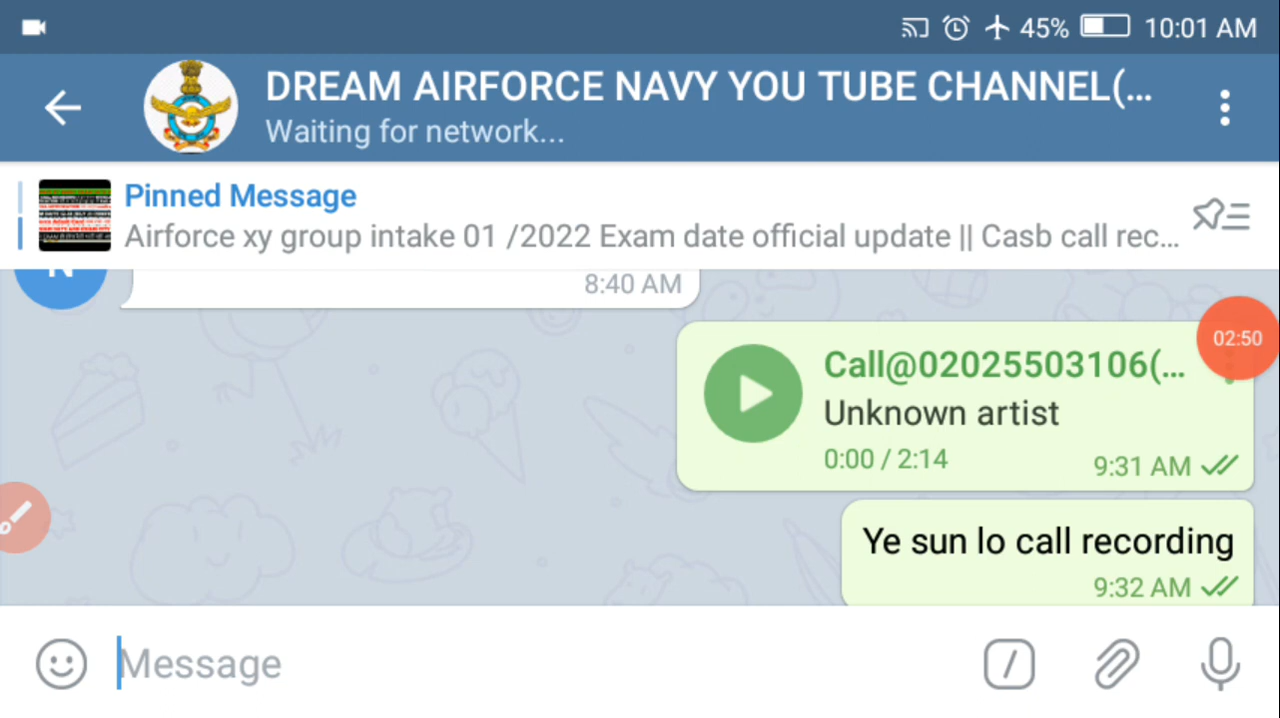 45% 10:01 AM
DREAM AIRFORCE NAVY YOU TUBE CHANNEL(...
Waiting for network...
Pinned Message
Airforce xy group intake 01 /2022 Exam date official update || Casb call rec...
8:40 AM
02:50
Call@02025503106(...
Unknown artist
0:00 / 2:14 9:31 AM
Ye sun lo call recording
9:32 AM
Message